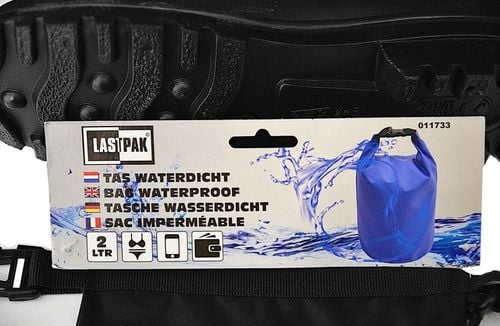 LASTPAK
011733
TAS WATERDICHT
BAG WATERPROOF
TASCHE WASSERDICHT
SAC IMPERMÉABLE
2
LTR